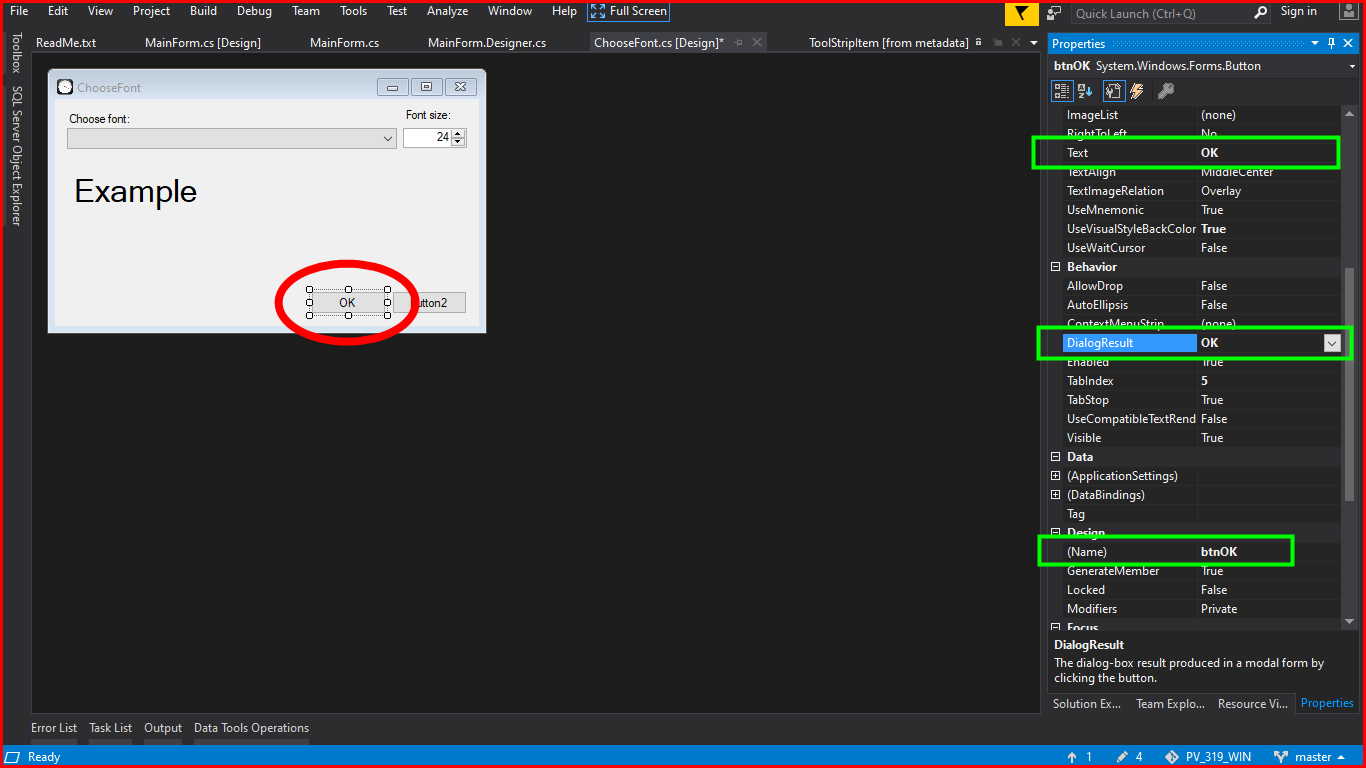 File Edit View Project Build Debug Team Tools Test Analyze Window Help Full Screen Quick Launch (Ctrl+Q) Sign in
ReadMe.txt MainForm.cs [Design] MainForm.cs MainForm.Designer.cs ChooseFont.cs [Design]* ToolStripItem [from metadata]
Toolbox
SQL Server Object Explorer
ChooseFont
Choose font: Font size:
24
Example
OK utton2
Properties
btnOK System.Windows.Forms.Button
ImageList (none)
RightToLeft No
Text OK
TextAlign MiddleCenter
TextImageRelation Overlay
UseMnemonic True
UseVisualStyleBackColor True
UseWaitCursor False
Behavior
AllowDrop False
AutoEllipsis False
ContextMenuStrip (none)
DialogResult OK
Enabled True
TabIndex 5
TabStop True
UseCompatibleTextRend False
Visible True
Data
(ApplicationSettings)
(DataBindings)
Tag
Design
(Name) btnOK
GenerateMember True
Locked False
Modifiers Private
Focus
DialogResult
The dialog-box result produced in a modal form by
clicking the button.
Solution Ex... Team Explo... Resource Vi... Properties
Error List Task List Output Data Tools Operations
Ready 1 4 PV_319_WIN master